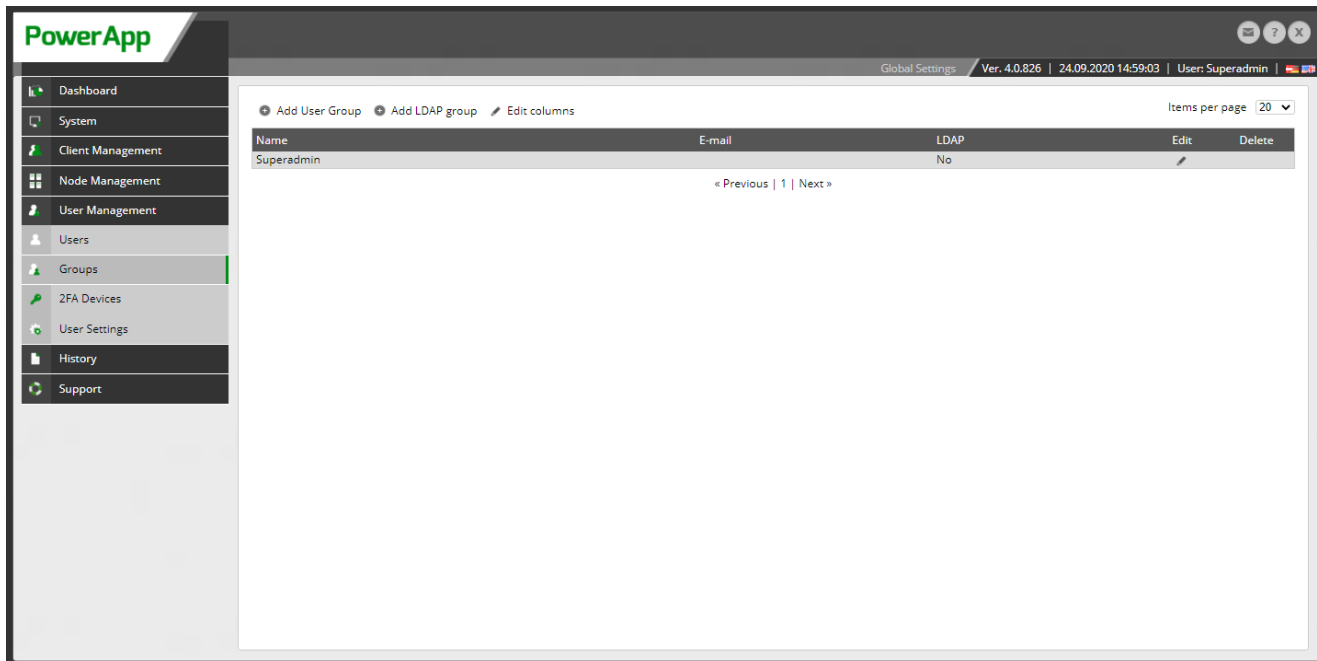 PowerApp
?
X
Global Settings
Ver. 4.0.826 | 24.09.2020 14:59:03 | User: Superadmin |
Dashboard
System
Client Management
Node Management
User Management
Users
Groups
2FA Devices
User Settings
History
Support
Add User Group Add LDAP group Edit columns
Items per page 20
Name E-mail LDAP Edit Delete
Superadmin No
« Previous | 1 | Next »